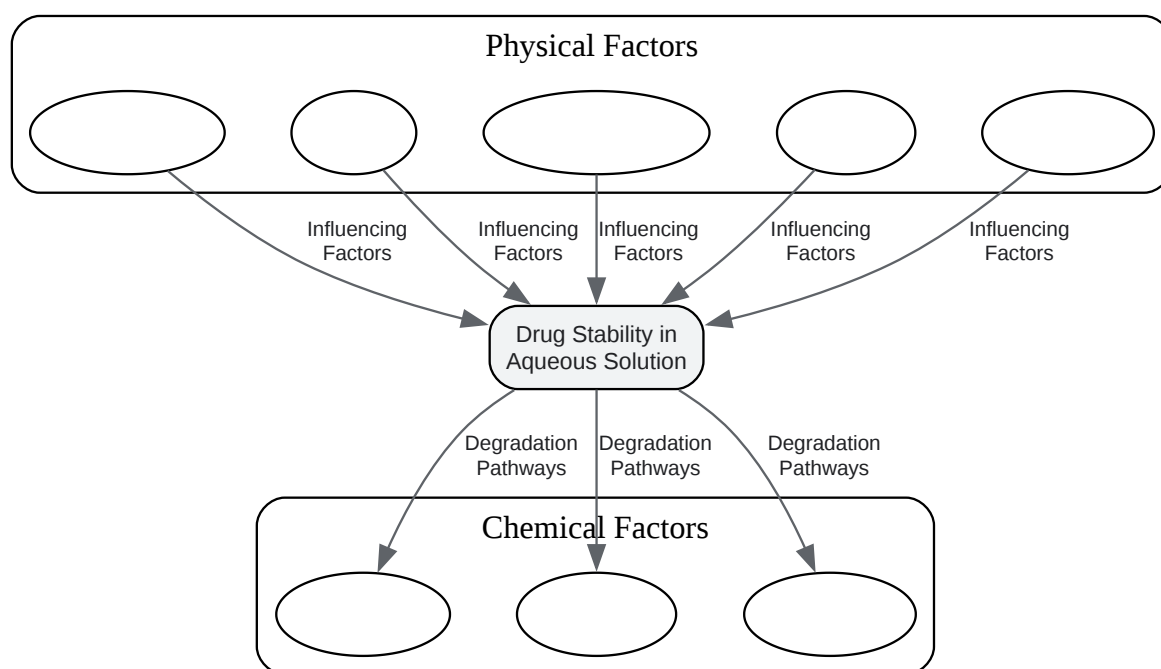 Physical Factors
Influencing
Factors
Influencing
Factors
Influencing
Factors
Influencing
Factors
Influencing
Factors
Drug Stability in
Aqueous Solution
Degradation
Pathways
Degradation
Pathways
Degradation
Pathways
Chemical Factors